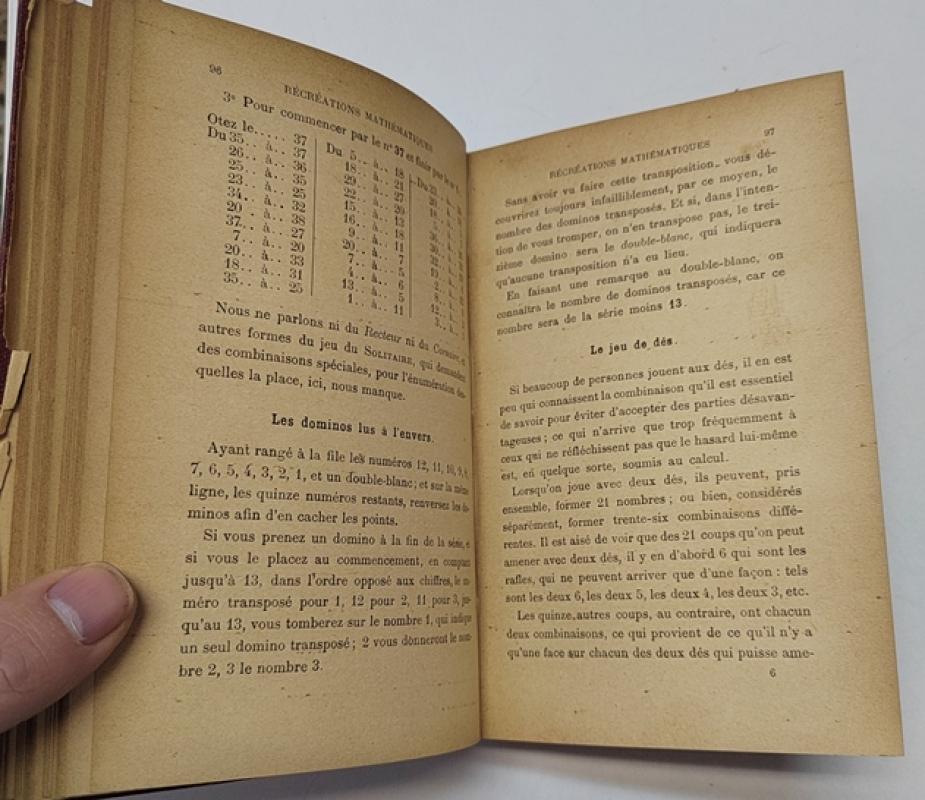 96
RÉCRÉATIONS MATHÉMATIQUES
3º Pour commencer par le nº 37 et finir par le
Otez le..... 37
Du 35.. à.. 37
26.. à.. 36
25.. à.. 35
23.. à.. 25
34.. à.. 32
20.. à.. 38
37.. à.. 27
7.. à.. 20
20.. à.. 33
18.. à.. 31
35.. à.. 25
Du 5.. à.. 18
18.. à.. 21
29.. à.. 27
22.. à.. 20
15.. à.. 13
16.. à.. 18
9.. à.. 11
20.. à.. 7
7.. à.. 5
4.. à.. 6
13.. à.. 5
1.. à.. 11
Nous ne parlons ni du Recteur ni du
autres formes du jeu du SOLITAIRE, qui demandent
des combinaisons spéciales, pour l'énumération des-
quelles la place, ici, nous manque.
Les dominos lus à l'envers.
Ayant rangé à la file les numéros 12, 11, 10, 9, 8,
7, 6, 5, 4, 3, 2, 1, et un double-blanc; et sur la même
ligne, les quinze numéros restants, renversez les do-
minos afin d'en cacher les points.
Si vous prenez un domino à la fin de la série, et
si vous le placez au commencement, en comptant
jusqu'à 13, dans l'ordre opposé aux chiffres, le nu-
méro transposé pour 1, 12 pour 2, 11 pour 3, jus-
qu'au 13, vous tomberez sur le nombre 1, qui indique
un seul domino transposé; 2 vous donneront le nom-
bre 2, 3 le nombre 3.
97
RÉCRÉATIONS MATHÉMATIQUES
Sans avoir vu faire cette transposition, vous dé-
couvrirez toujours infailliblement, par ce moyen, le
nombre des dominos transposés. Et si, dans l'inten-
tion de vous tromper, on n'en transpose pas, le trei-
zième domino sera le double-blanc, qui indiquera
qu'aucune transposition n'a eu lieu.
En faisant une remarque au double-blanc, on
connaîtra le nombre de dominos transposés, car ce
nombre sera de la série moins 13.
Le jeu de dés.
Si beaucoup de personnes jouent aux dés, il en est
peu qui connaissent la combinaison qu'il est essentiel
de savoir pour éviter d'accepter des parties désavan-
tageuses; ce qui n'arrive que trop fréquemment à
ceux qui ne réfléchissent pas que le hasard lui-même
est, en quelque sorte, soumis au calcul.
Lorsqu'on joue avec deux dés, ils peuvent, pris
ensemble, former 21 nombres; ou bien, considérés
séparément, former trente-six combinaisons diffé-
rentes. Il est aisé de voir que des 21 coups qu'on peut
amener avec deux dés, il y en d'abord 6 qui sont les
rafles, qui ne peuvent arriver que d'une façon : tels
sont les deux 6, les deux 5, les deux 4, les deux 3, etc.
Les quinze autres coups, au contraire, ont chacun
deux combinaisons, ce qui provient de ce qu'il n'y a
qu'une face sur chacun des deux dés qui puisse ame-
6